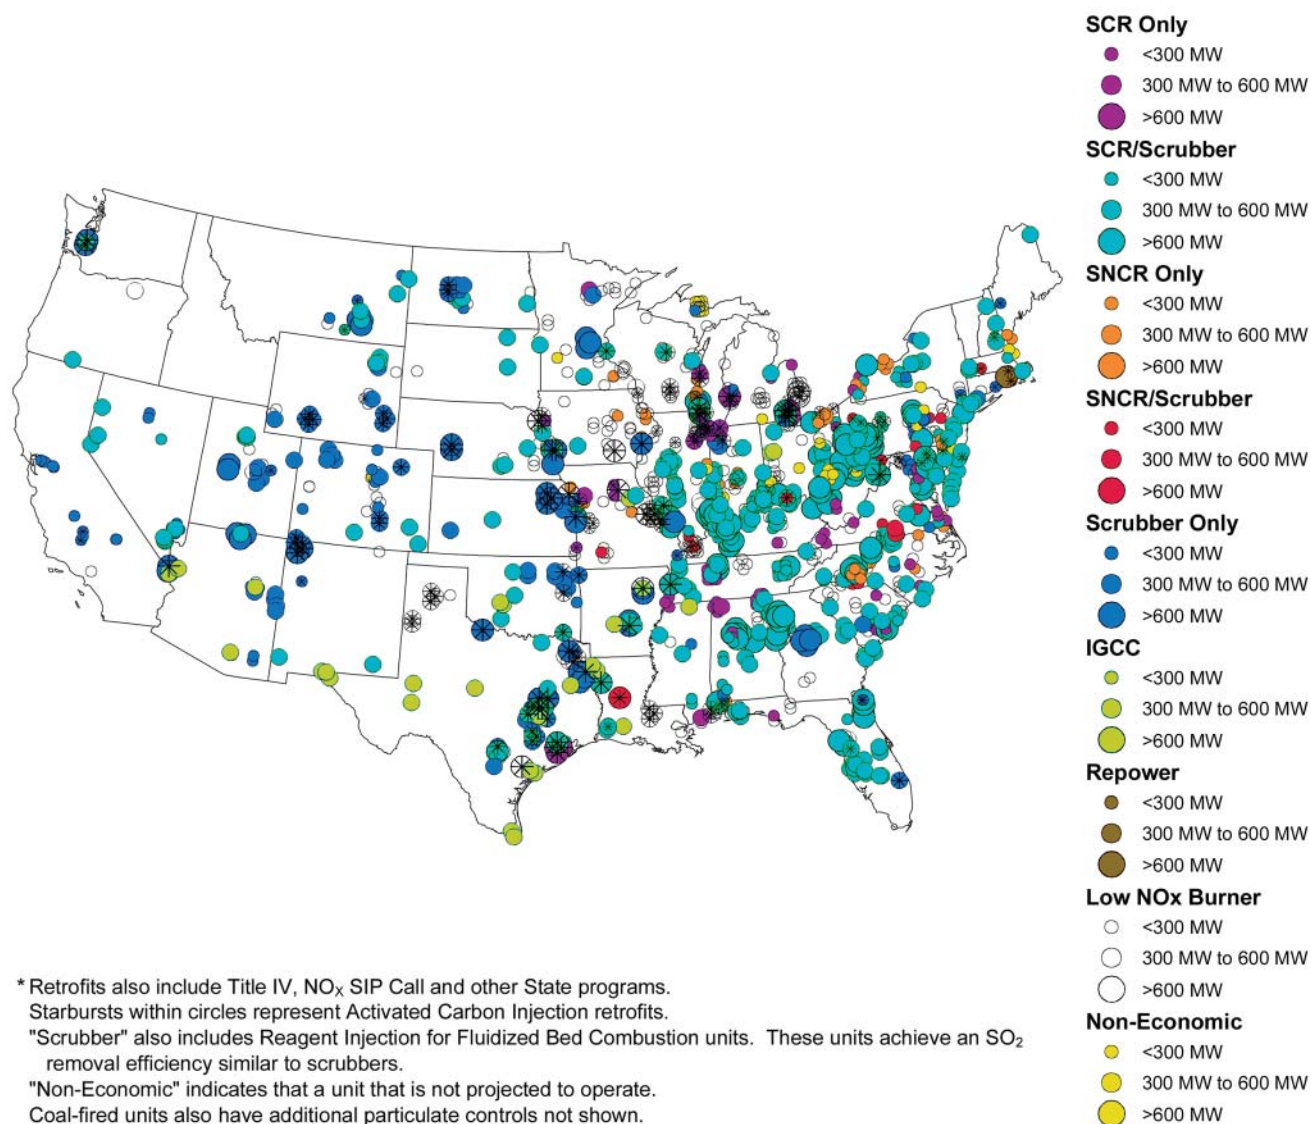 SCR Only
<300 MW
300 MW to 600 MW
>600 MW
SCR/Scrubber
<300 MW
300 MW to 600 MW
>600 MW
SNCR Only
<300 MW
300 MW to 600 MW
>600 MW
SNCR/Scrubber
<300 MW
300 MW to 600 MW
>600 MW
Scrubber Only
<300 MW
300 MW to 600 MW
>600 MW
IGCC
<300 MW
300 MW to 600 MW
>600 MW
Repower
<300 MW
300 MW to 600 MW
>600 MW
Low NOx Burner
<300 MW
300 MW to 600 MW
>600 MW
Non-Economic
<300 MW
300 MW to 600 MW
>600 MW
* Retrofits also include Title IV, NOX SIP Call and other State programs.
Starbursts within circles represent Activated Carbon Injection retrofits.
"Scrubber" also includes Reagent Injection for Fluidized Bed Combustion units. These units achieve an SO2
removal efficiency similar to scrubbers.
"Non-Economic" indicates that a unit that is not projected to operate.
Coal-fired units also have additional particulate controls not shown.